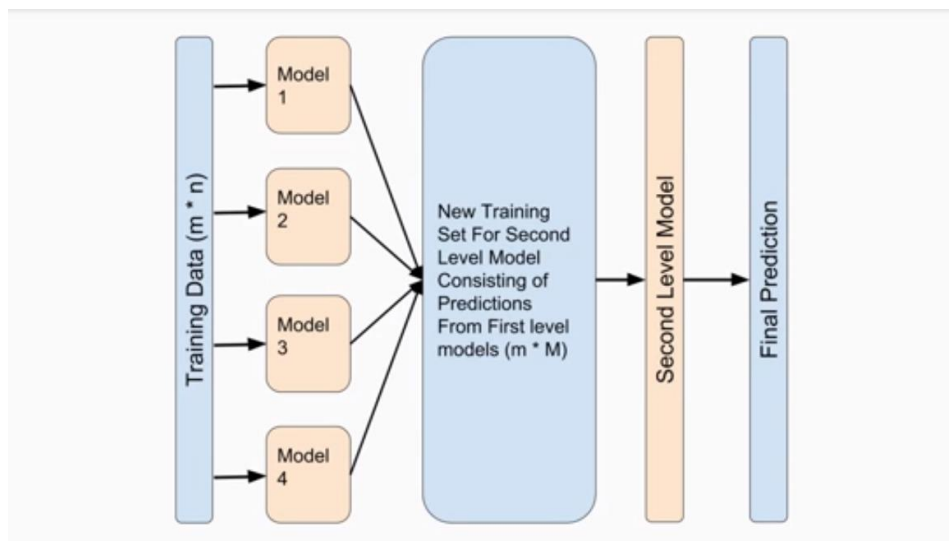 Training Data (m * n)
Model
1
Model
2
Model
3
Model
4
New Training
Set For Second
Level Model
Consisting of
Predictions
From First level
models (m * M)
Second Level Model
Final Prediction